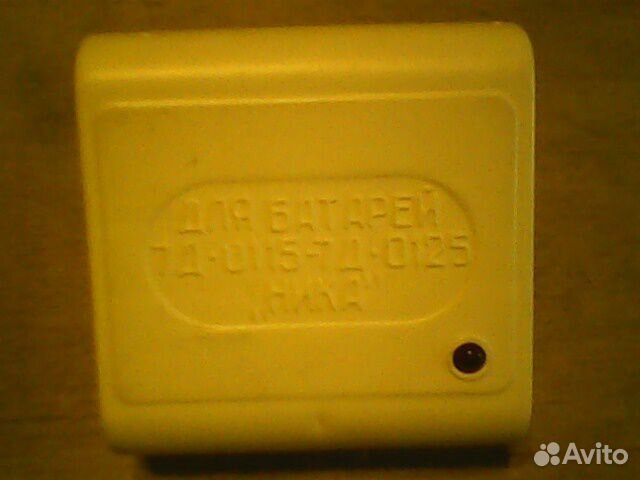 ДЛЯ БАТАРЕЙ
7Д-0115-7Д-0125
„НИКА"
Avito